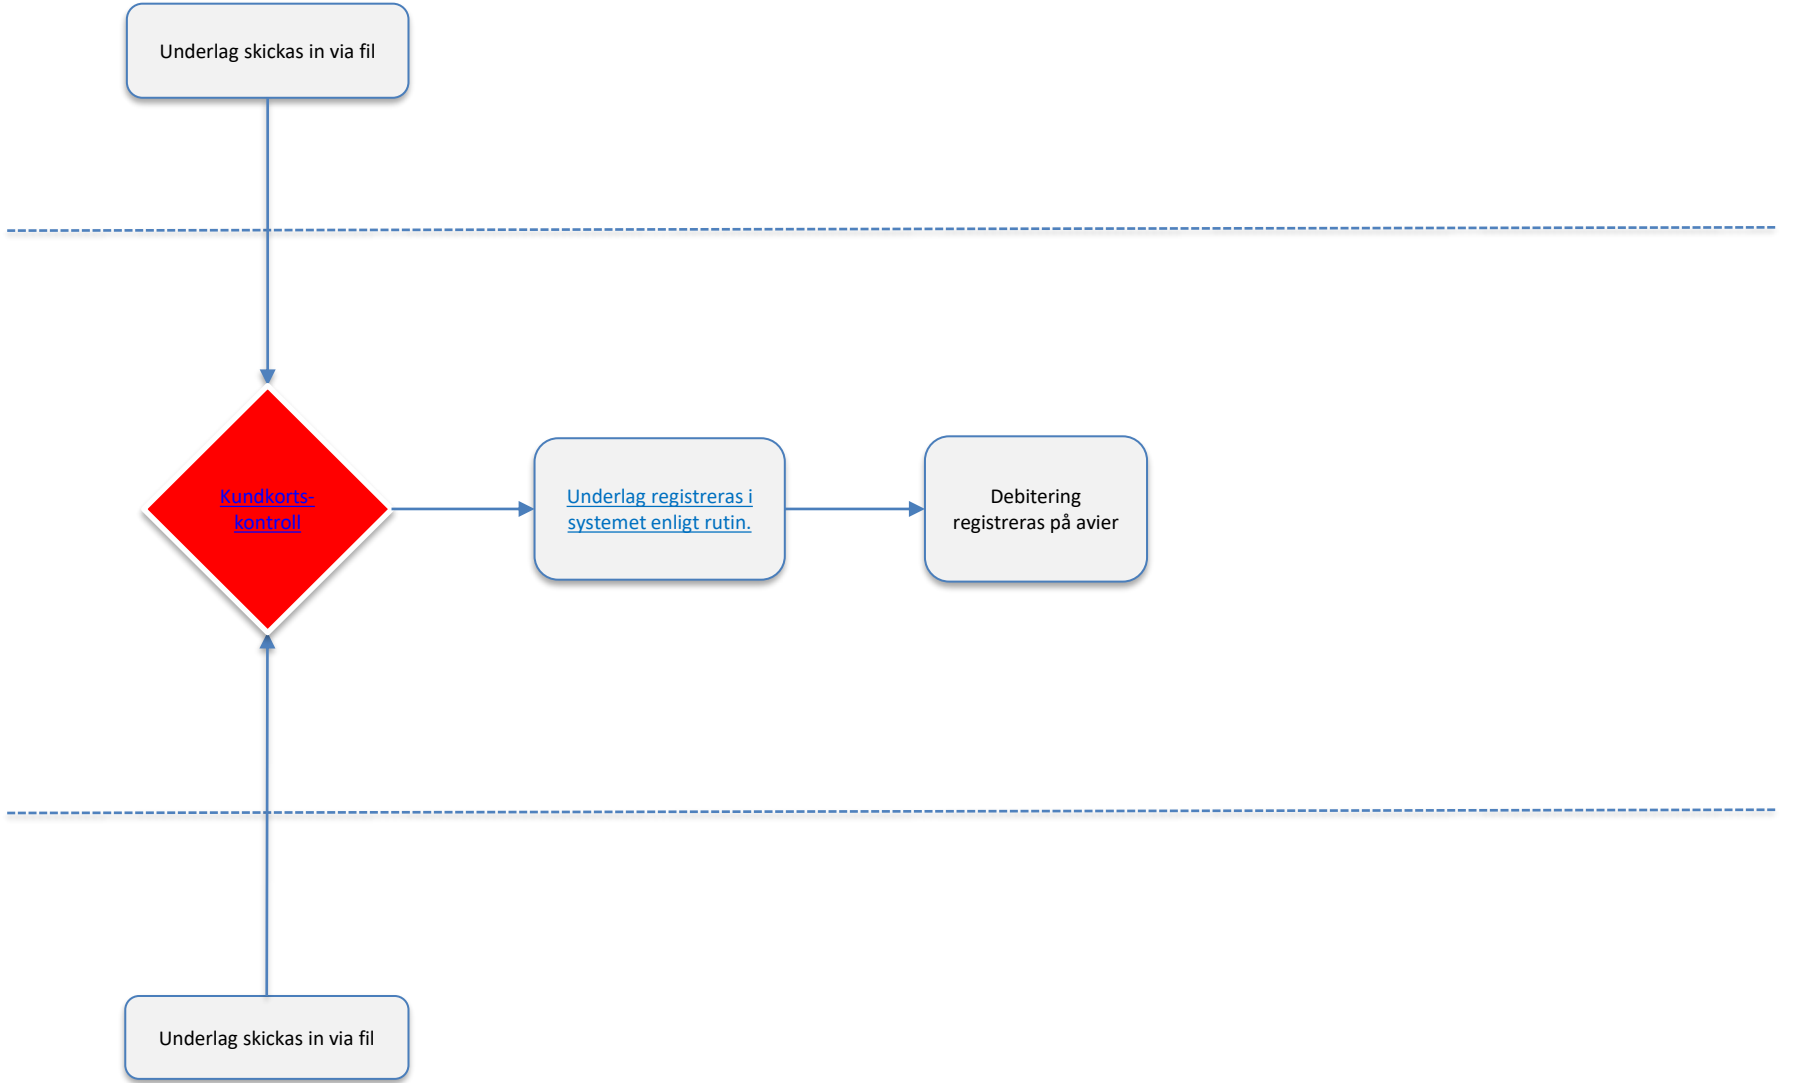 Underlag skickas in via fil
Kundkorts-
kontroll
Underlag registreras i
systemet enligt rutin.
Debitering
registreras på avier
Underlag skickas in via fil